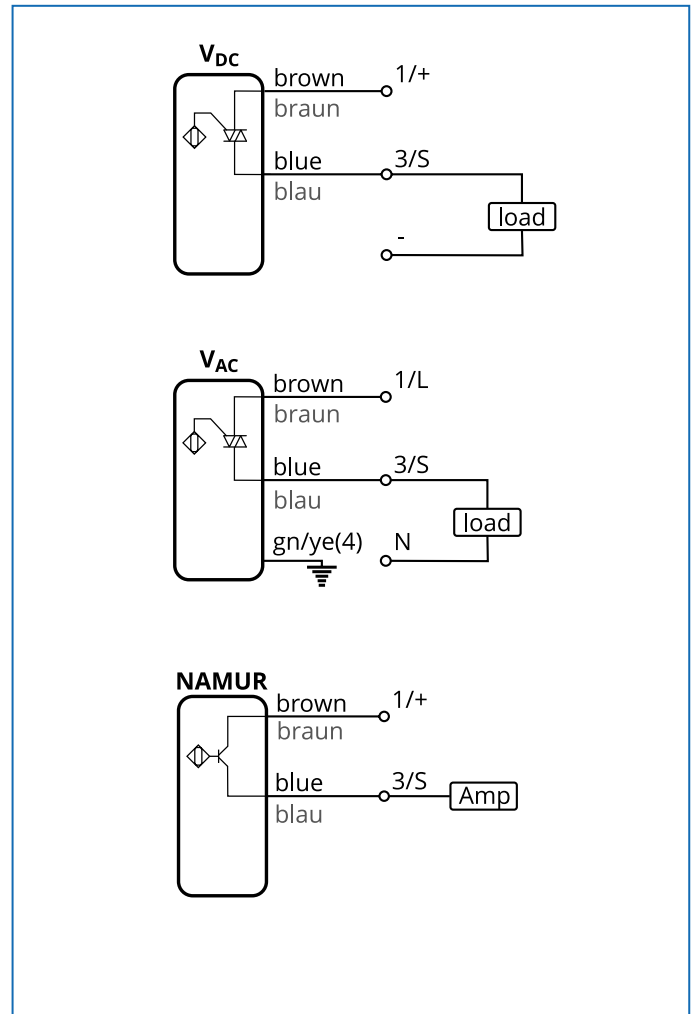 VDC
brown 1/+
braun
blue 3/S
blau
load
-
VAC
brown 1/L
braun
blue 3/S
blau
load
gn/ye(4) N
NAMUR
brown 1/+
braun
blue 3/S
Amp
blau